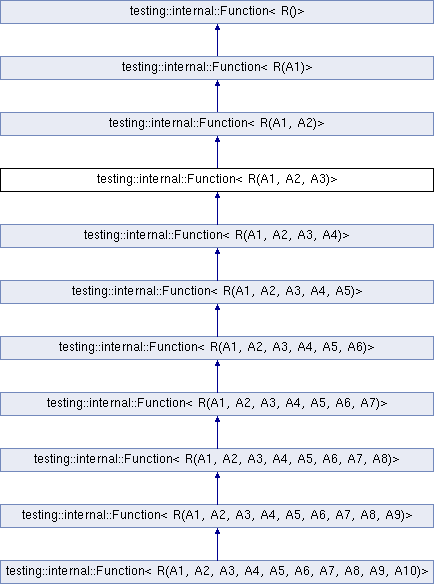 testing::internal::Function< R()>
testing::internal::Function< R(A1)>
testing::internal::Function< R(A1, A2)>
testing::internal::Function< R(A1, A2, A3)>
testing::internal::Function< R(A1, A2, A3, A4)>
testing::internal::Function< R(A1, A2, A3, A4, A5)>
testing::internal::Function< R(A1, A2, A3, A4, A5, A6)>
testing::internal::Function< R(A1, A2, A3, A4, A5, A6, A7)>
testing::internal::Function< R(A1, A2, A3, A4, A5, A6, A7, A8)>
testing::internal::Function< R(A1, A2, A3, A4, A5, A6, A7, A8, A9)>
testing::internal::Function< R(A1, A2, A3, A4, A5, A6, A7, A8, A9, A10)>